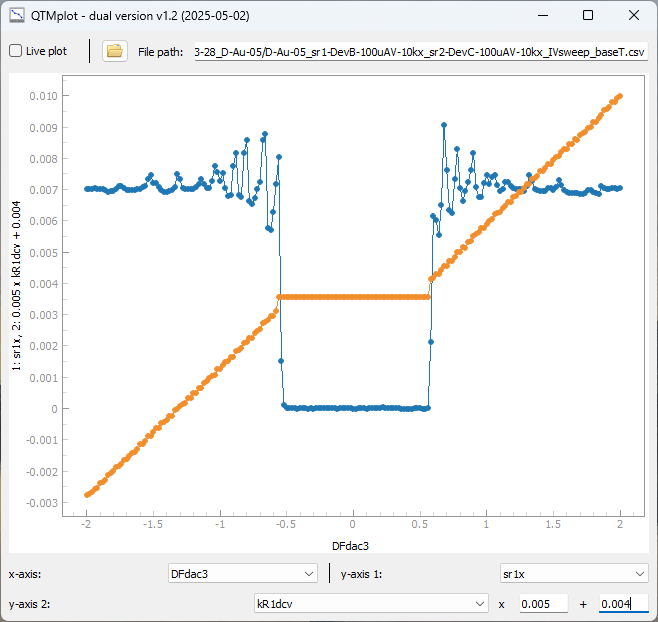 QTMplot - dual version v1.2 (2025-05-02)
Live plot
File path:
3-28_D-Au-05/D-Au-05_sr1-DevB-100uAV-10kx_sr2-DevC-100uAV-10kx_IVsweep_baseT.csv
1: sr1x, 2: 0.005 x kR1dcv + 0.004
0.010
0.009
0.008
0.007
0.006
0.005
0.004
0.003
0.002
0.001
0
-0.001
-0.002
-0.003
-2 -1.5 -1 -0.5 0 0.5 1 1.5 2
DFdac3
x-axis: DFdac3 y-axis 1: sr1x
y-axis 2: kR1dcv x 0.005 + 0.004